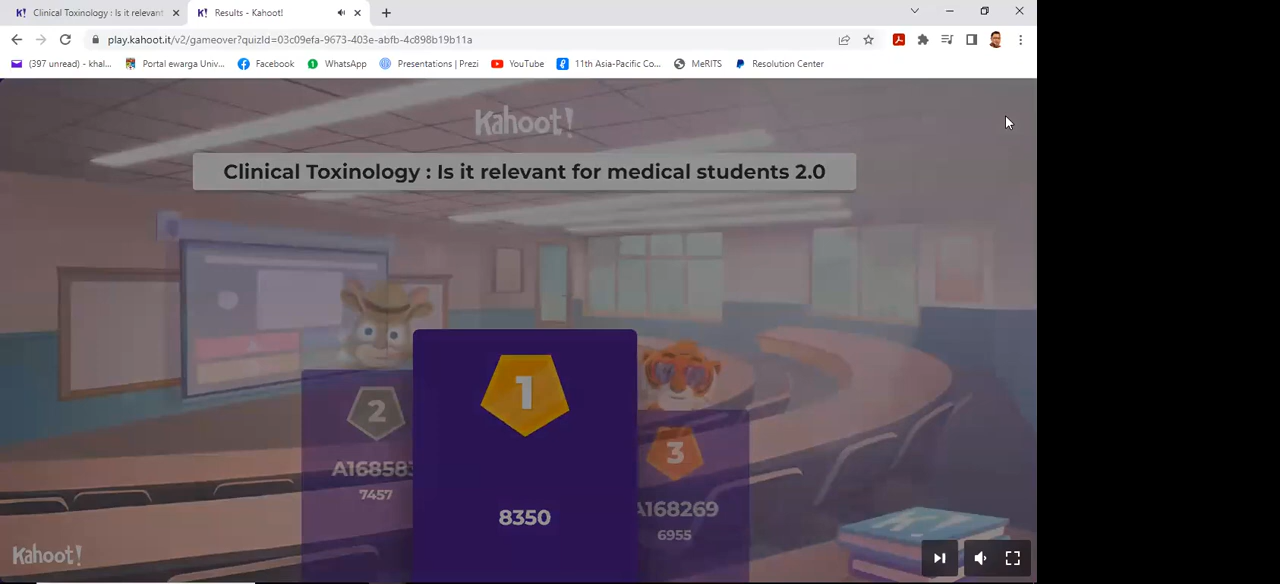 Clinical Toxinology : Is it relevant
Results - Kahoot!
play.kahoot.it/v2/gameover?quizId=03c09efa-9673-403e-abfb-4c898b19b11a
(397 unread) - khal...
Portal ewarga Univ...
Facebook
WhatsApp
Presentations | Prezi
YouTube
11th Asia-Pacific Co...
MeRITS
Resolution Center
Kahoot!
Clinical Toxinology : Is it relevant for medical students 2.0
1
2
3
A16858
7457
8350
A168269
6955
Kahoot!